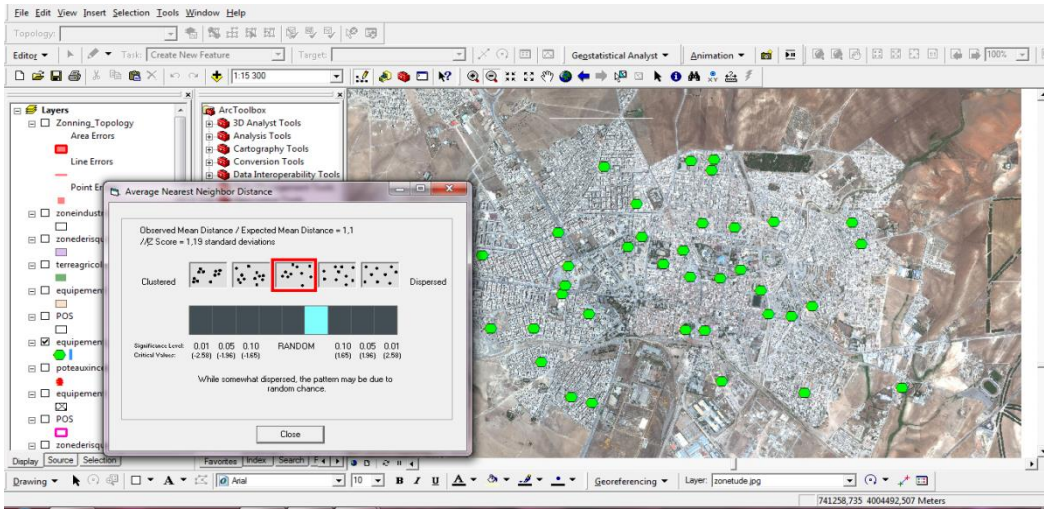 File Edit View Insert Selection Tools Window Help
Topology:
Editor Task: Create New Feature Target: Geostatistical Analyst Animation 100%
1:15 300
Layers
Zonning_Topology
Area Errors
Line Errors
Point Er
zoneindustr
zonederisqu
terreagricol
equipement
POS
equipement
poteauxince
equipement
POS
zonederisqu
Display Source Selection
ArcToolbox
3D Analyst Tools
Analysis Tools
Cartography Tools
Conversion Tools
Data Interoperability Tools
Favorites Index Search
Average Nearest Neighbor Distance
Observed Mean Distance / Expected Mean Distance = 1,1
Z Score = 1,19 standard deviations
Clustered Dispersed
Significance Level: 0.01 0.05 0.10 RANDOM 0.10 0.05 0.01
Critical Values: (-2.58) (-1.96) (-1.65) (1.65) (1.96) (2.58)
While somewhat dispersed, the pattern may be due to
random chance.
Close
Drawing A Arial 10 B I U A Georeferencing Layer: zonetude.jpg
741258,735 4004492,507 Meters